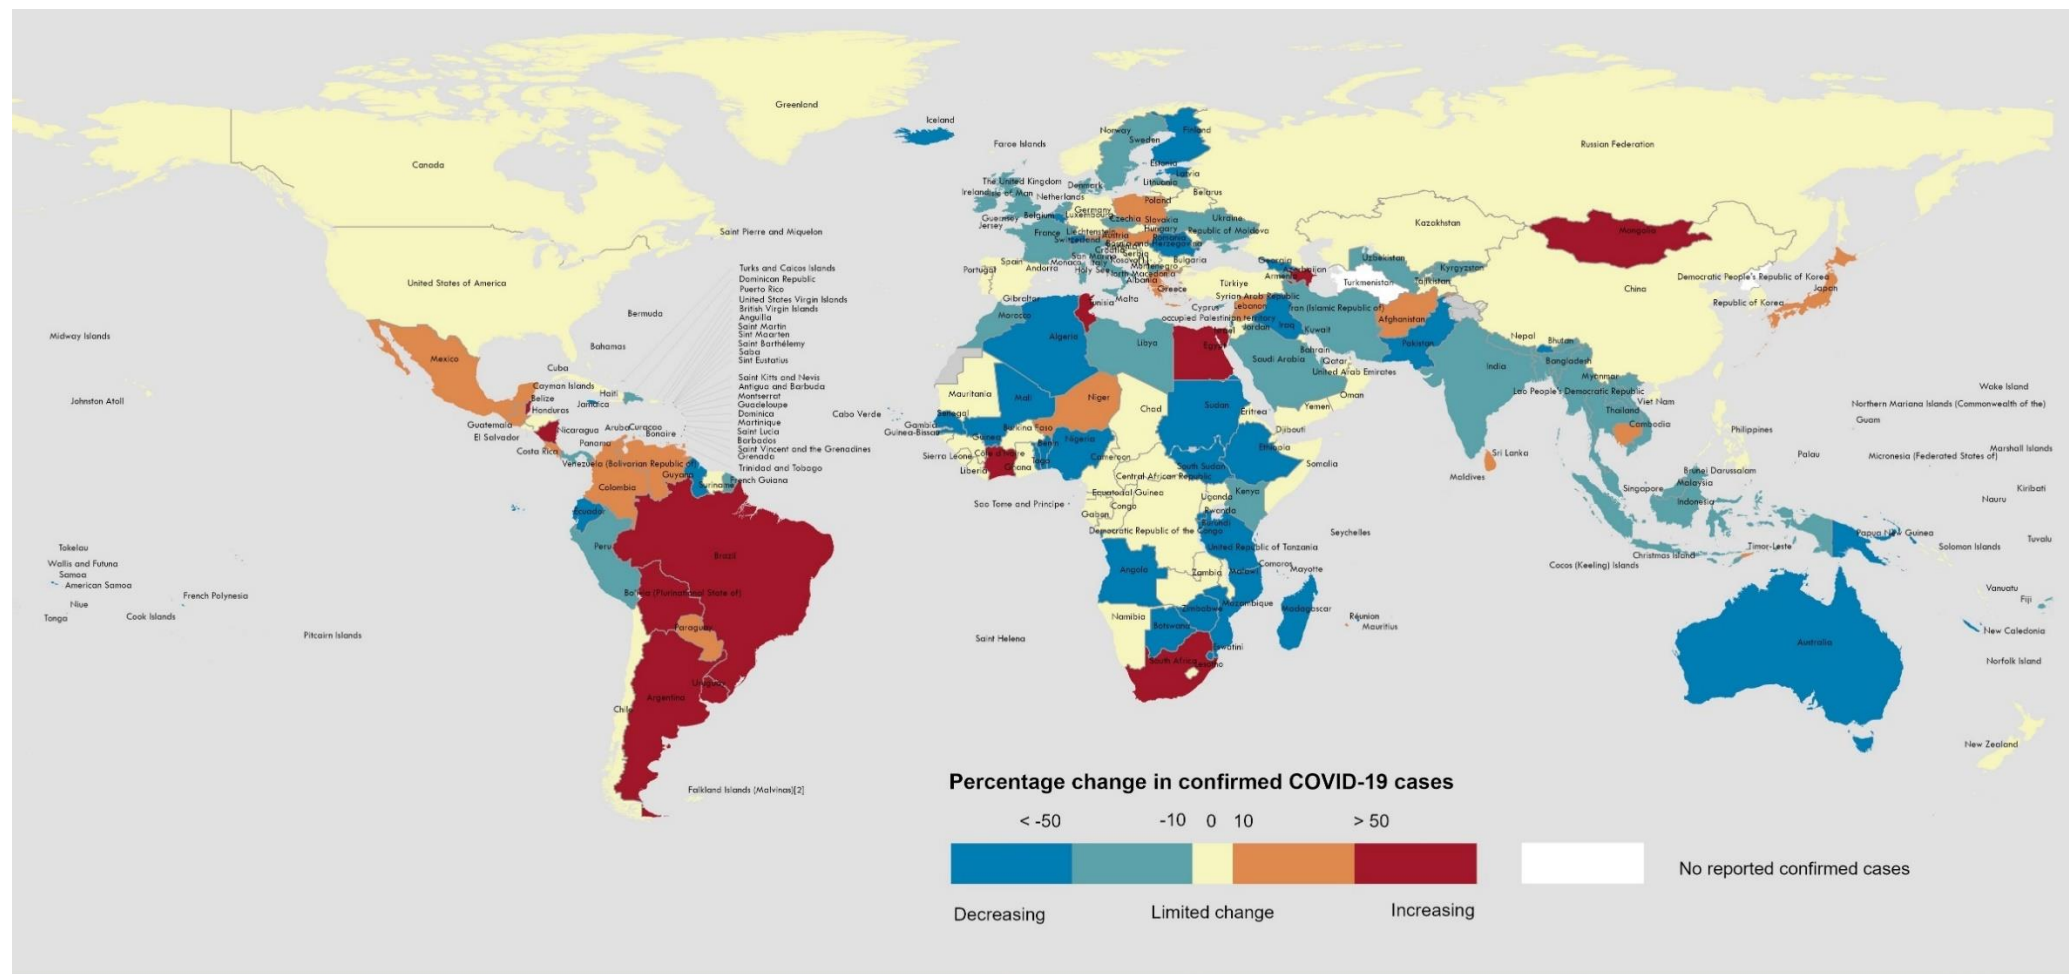 Greenland
Iceland
Faroe Islands
Norway
Sweden
Finland
Russian Federation
Canada
Estonia
Latvia
Lithuania
The United Kingdom
Denmark
Isle of Man
Ireland
Netherlands
Belarus
Germany
Poland
Guernsey
Jersey
Belgium
Luxembourg
Czechia
Slovakia
Ukraine
Kazakhstan
Mongolia
Saint Pierre and Miquelon
France
Liechtenstein
Austria
Hungary
Republic of Moldova
Switzerland
Romania
Bosnia and Herzegovina
Croatia
San Marino
Serbia
Italy
Monaco
Spain
Andorra
Portugal
Holy See
Montenegro
Bulgaria
North Macedonia
Albania
Greece
Georgia
Azerbaijan
Armenia
Uzbekistan
Kyrgyzstan
Turkmenistan
Tajikistan
Democratic People's Republic of Korea
Japan
China
Republic of Korea
United States of America
Türkiye
Gibraltar
Malta
Tunisia
Syrian Arab Republic
Cyprus
Lebanon
Iran (Islamic Republic of)
Afghanistan
occupied Palestinian territory
Israel
Jordan
Iraq
Kuwait
Morocco
Algeria
Libya
Egypt
Pakistan
Nepal
Bhutan
Bahrain
Qatar
Saudi Arabia
United Arab Emirates
Oman
India
Bangladesh
Myanmar
Lao People's Democratic Republic
Viet Nam
Thailand
Cambodia
Philippines
Turks and Caicos Islands
Dominican Republic
Puerto Rico
United States Virgin Islands
British Virgin Islands
Anguilla
Saint Martin
Sint Maarten
Saint Barthélemy
Saba
Sint Eustatius
Saint Kitts and Nevis
Antigua and Barbuda
Montserrat
Guadeloupe
Dominica
Martinique
Saint Lucia
Barbados
Saint Vincent and the Grenadines
Grenada
Trinidad and Tobago
French Guiana
Bermuda
Midway Islands
Bahamas
Mexico
Cuba
Cayman Islands
Haiti
Jamaica
Belize
Honduras
Johnston Atoll
Guatemala
El Salvador
Nicaragua
Aruba
Curacao
Bonaire
Panama
Costa Rica
Venezuela (Bolivarian Republic of)
Guyana
Suriname
Colombia
Ecuador
Peru
Brazil
Bolivia (Plurinational State of)
Paraguay
Uruguay
Argentina
Chile
Falkland Islands (Malvinas)[2]
Cabo Verde
Mauritania
Mali
Niger
Chad
Sudan
Eritrea
Yemen
Djibouti
Senegal
Gambia
Guinea-Bissau
Guinea
Burkina Faso
Benin
Nigeria
Sierra Leone
Liberia
Côte d'Ivoire
Ghana
Togo
Cameroon
Ethiopia
Somalia
South Sudan
Central African Republic
Equatorial Guinea
Uganda
Kenya
Sao Tome and Principe
Congo
Gabon
Rwanda
Burundi
Democratic Republic of the Congo
United Republic of Tanzania
Seychelles
Comoros
Mayotte
Angola
Zambia
Malawi
Mozambique
Zimbabwe
Madagascar
Namibia
Botswana
Réunion
Mauritius
Eswatini
South Africa
Lesotho
Saint Helena
Sri Lanka
Maldives
Brunei Darussalam
Malaysia
Singapore
Indonesia
Christmas Island
Cocos (Keeling) Islands
Timor-Leste
Papua New Guinea
Wake Island
Northern Mariana Islands (Commonwealth of the)
Guam
Palau
Marshall Islands
Micronesia (Federated States of)
Kiribati
Nauru
Solomon Islands
Tuvalu
Vanuatu
Fiji
New Caledonia
Norfolk Island
Australia
New Zealand
Tokelau
Wallis and Futuna
Samoa
American Samoa
Niue
Tonga
Cook Islands
French Polynesia
Pitcairn Islands
Percentage change in confirmed COVID-19 cases
< -50 -10 0 10 > 50
No reported confirmed cases
Decreasing Limited change Increasing